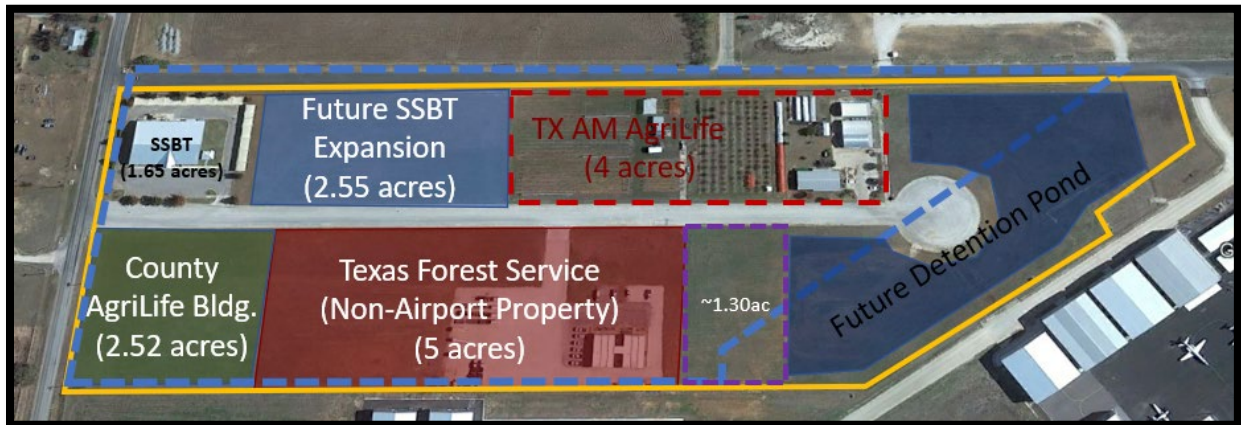 SSBT
(1.65 acres)
Future SSBT
Expansion
(2.55 acres)
TX AM AgriLife
(4 acres)
County
AgriLife Bldg.
(2.52 acres)
Texas Forest Service
(Non-Airport Property)
(5 acres)
~1.30ac
Future Detention Pond
G